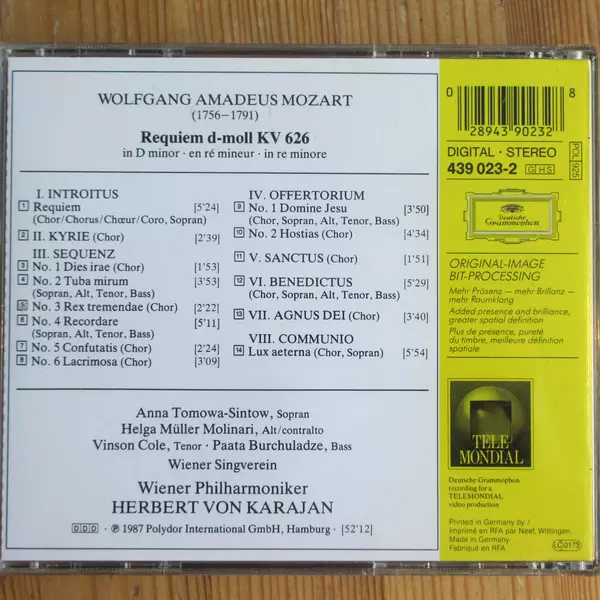 WOLFGANG AMADEUS MOZART
(1756–1791)
Requiem d-moll KV 626
in D minor · en ré mineur · in re minore
I. INTROITUS
1 Requiem [5'24]
(Chor/Chorus/Chœur/Coro, Sopran)
2 II. KYRIE (Chor) [2'39]
III. SEQUENZ
3 No. 1 Dies irae (Chor) [1'53]
4 No. 2 Tuba mirum [3'53]
(Sopran, Alt, Tenor, Bass)
5 No. 3 Rex tremendae (Chor) [2'22]
6 No. 4 Recordare [5'11]
(Sopran, Alt, Tenor, Bass)
7 No. 5 Confutatis (Chor) [2'24]
8 No. 6 Lacrimosa (Chor) [3'09]
IV. OFFERTORIUM
9 No. 1 Domine Jesu [3'50]
(Chor, Sopran, Alt, Tenor, Bass)
10 No. 2 Hostias (Chor) [4'34]
11 V. SANCTUS (Chor) [1'51]
12 VI. BENEDICTUS [5'29]
(Chor, Sopran, Alt, Tenor, Bass)
13 VII. AGNUS DEI (Chor) [3'40]
VIII. COMMUNIO
14 Lux aeterna (Chor, Sopran) [5'54]
Anna Tomowa-Sintow, Sopran
Helga Müller Molinari, Alt/contralto
Vinson Cole, Tenor · Paata Burchuladze, Bass
Wiener Singverein
Wiener Philharmoniker
HERBERT VON KARAJAN
DDD · ℗ 1987 Polydor International GmbH, Hamburg · [52'12]
0 28943 90232 8
DIGITAL · STEREO
439 023-2 GHS
POL 925
Deutsche
Grammophon
ORIGINAL-IMAGE
BIT-PROCESSING
Mehr Präsenz – mehr Brillanz –
mehr Raumklang
Added presence and brilliance,
greater spatial definition
Plus de présence, pureté
du timbre, meilleure définition
spatiale
TELE
MONDIAL
Deutsche Grammophon
recording for a
TELEMONDIAL
video production
Printed in Germany by /
Imprimé en RFA par Neef, Wittingen
Made in Germany
Fabriqué en RFA
LC 0173